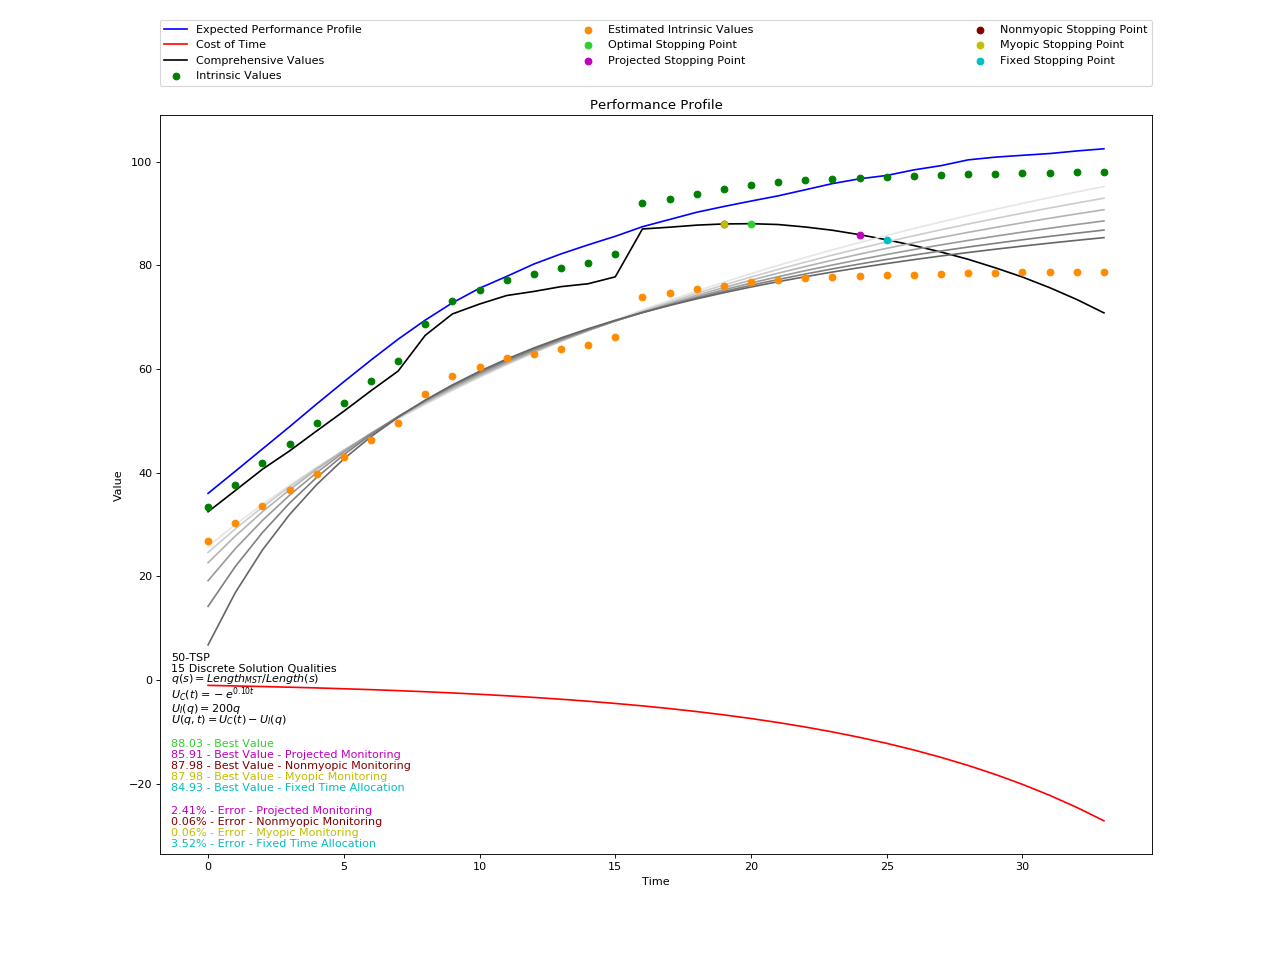 Expected Performance Profile
Cost of Time
Comprehensive Values
Intrinsic Values
Estimated Intrinsic Values
Optimal Stopping Point
Projected Stopping Point
Nonmyopic Stopping Point
Myopic Stopping Point
Fixed Stopping Point
Performance Profile
Value
100
80
60
40
20
0
−20
50-TSP
15 Discrete Solution Qualities
q(s) = Length_MST/Length(s)
U_C(t) = −e^0.10t
U_I(q) = 200q
U(q, t) = U_C(t) − U_I(q)
88.03 - Best Value
85.91 - Best Value - Projected Monitoring
87.98 - Best Value - Nonmyopic Monitoring
87.98 - Best Value - Myopic Monitoring
84.93 - Best Value - Fixed Time Allocation
2.41% - Error - Projected Monitoring
0.06% - Error - Nonmyopic Monitoring
0.06% - Error - Myopic Monitoring
3.52% - Error - Fixed Time Allocation
0 5 10 15 20 25 30
Time